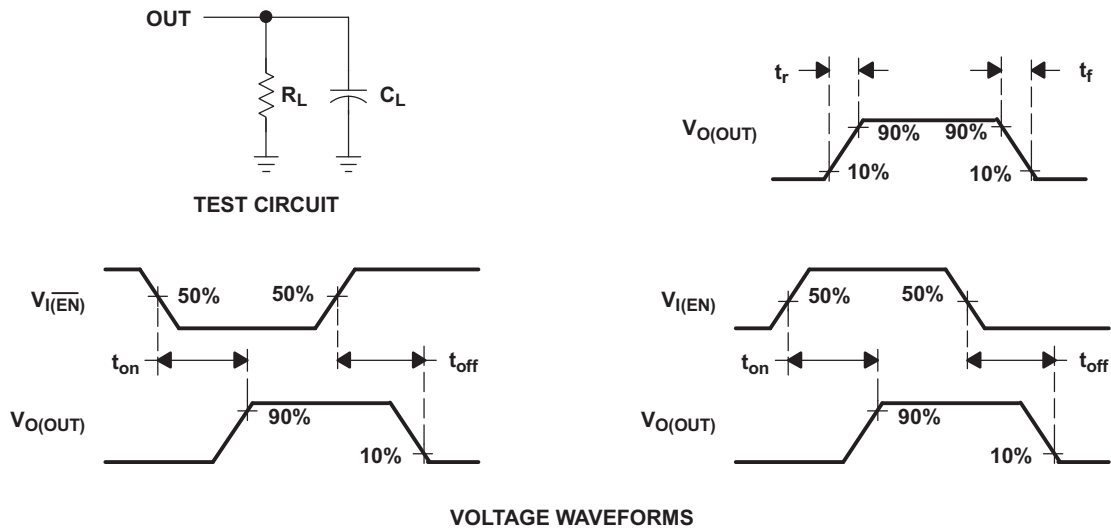 OUT
R_L
C_L
TEST CIRCUIT
t_r
t_f
V_O(OUT)
90%
90%
10%
10%
V_I(E̅N̅)
50%
50%
t_on
t_off
V_O(OUT)
90%
10%
V_I(EN)
50%
50%
t_on
t_off
V_O(OUT)
90%
10%
VOLTAGE WAVEFORMS